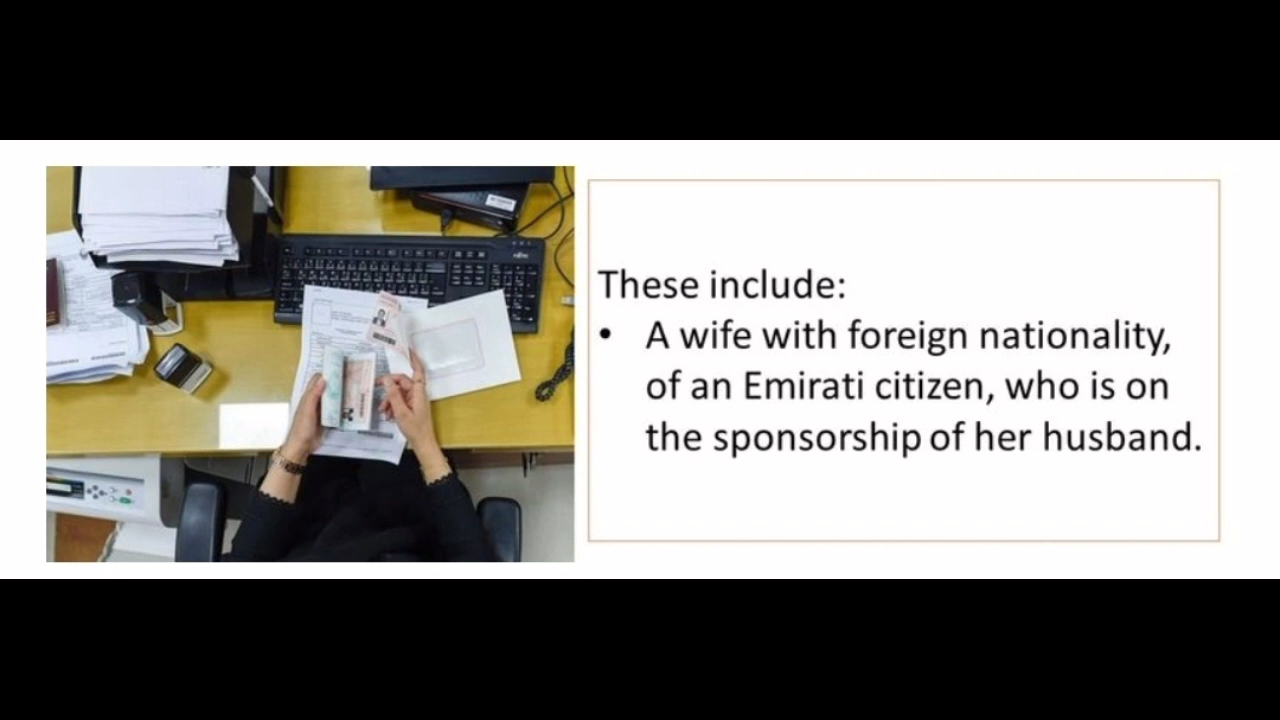 These include:
• A wife with foreign nationality,
of an Emirati citizen, who is on
the sponsorship of her husband.